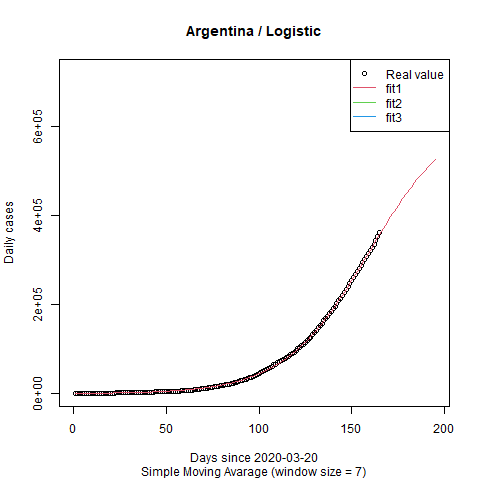 Argentina / Logistic
Real value
fit1
fit2
fit3
Daily cases
0e+00
2e+05
4e+05
6e+05
0
50
100
150
200
Days since 2020-03-20
Simple Moving Avarage (window size = 7)